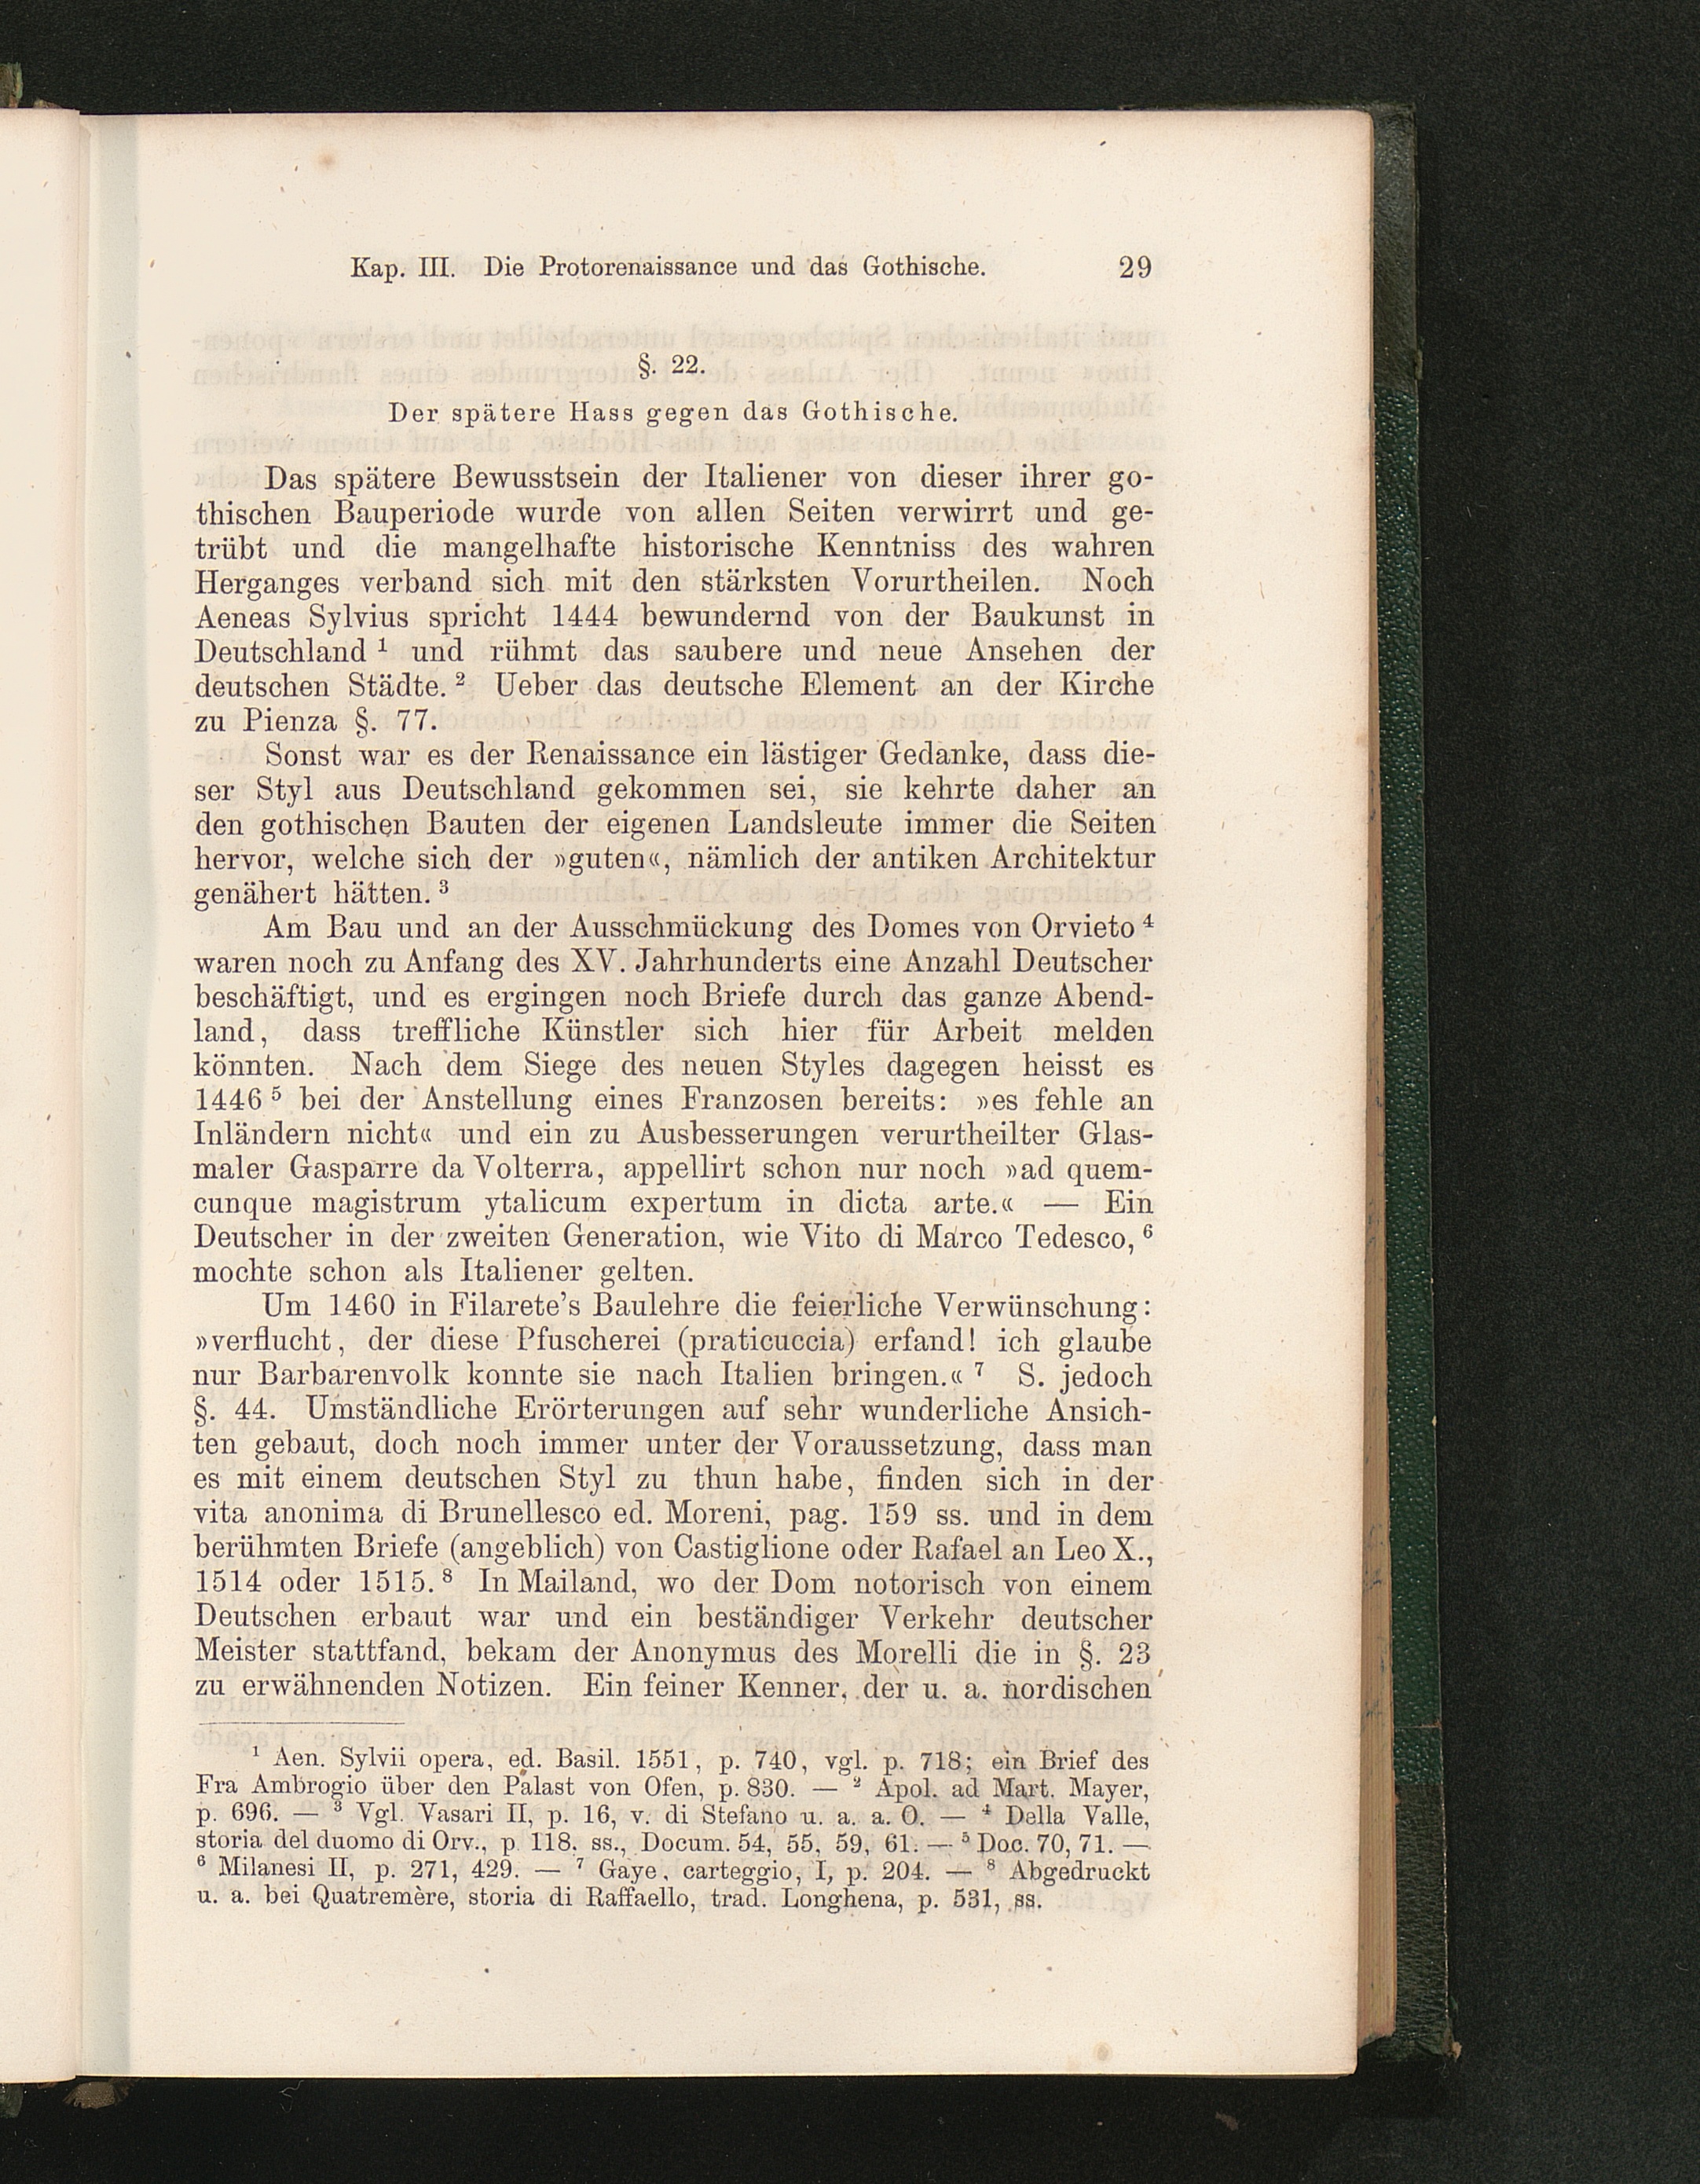 Kap. III. Die Protorenaissance und das Gothische. 29
§. 22.
Der spätere Hass gegen das Gothische.
Das spätere Bewusstsein der Italiener von dieser ihrer go-
thischen Bauperiode wurde von allen Seiten verwirrt und ge-
trübt und die mangelhafte historische Kenntniss des wahren
Herganges verband sich mit den stärksten Vorurtheilen. Noch
Aeneas Sylvius spricht 1444 bewundernd von der Baukunst in
Deutschland ¹ und rühmt das saubere und neue Ansehen der
deutschen Städte. ² Ueber das deutsche Element an der Kirche
zu Pienza §. 77.
Sonst war es der Renaissance ein lästiger Gedanke, dass die-
ser Styl aus Deutschland gekommen sei, sie kehrte daher an
den gothischen Bauten der eigenen Landsleute immer die Seiten
hervor, welche sich der »guten«, nämlich der antiken Architektur
genähert hätten. ³
Am Bau und an der Ausschmückung des Domes von Orvieto ⁴
waren noch zu Anfang des XV. Jahrhunderts eine Anzahl Deutscher
beschäftigt, und es ergingen noch Briefe durch das ganze Abend-
land, dass treffliche Künstler sich hier für Arbeit melden
könnten. Nach dem Siege des neuen Styles dagegen heisst es
1446 ⁵ bei der Anstellung eines Franzosen bereits: »es fehle an
Inländern nicht« und ein zu Ausbesserungen verurtheilter Glas-
maler Gasparre da Volterra, appellirt schon nur noch »ad quem-
cunque magistrum ytalicum expertum in dicta arte.« — Ein
Deutscher in der zweiten Generation, wie Vito di Marco Tedesco, ⁶
mochte schon als Italiener gelten.
Um 1460 in Filarete's Baulehre die feierliche Verwünschung:
»verflucht, der diese Pfuscherei (praticuccia) erfand! ich glaube
nur Barbarenvolk konnte sie nach Italien bringen.« ⁷ S. jedoch
§. 44. Umständliche Erörterungen auf sehr wunderliche Ansich-
ten gebaut, doch noch immer unter der Voraussetzung, dass man
es mit einem deutschen Styl zu thun habe, finden sich in der
vita anonima di Brunellesco ed. Moreni, pag. 159 ss. und in dem
berühmten Briefe (angeblich) von Castiglione oder Rafael an Leo X.,
1514 oder 1515. ⁸ In Mailand, wo der Dom notorisch von einem
Deutschen erbaut war und ein beständiger Verkehr deutscher
Meister stattfand, bekam der Anonymus des Morelli die in §. 23
zu erwähnenden Notizen. Ein feiner Kenner, der u. a. nordischen
¹ Aen. Sylvii opera, ed. Basil. 1551, p. 740, vgl. p. 718; ein Brief des
Fra Ambrogio über den Palast von Ofen, p. 830. — ² Apol. ad Mart. Mayer,
p. 696. — ³ Vgl. Vasari II, p. 16, v. di Stefano u. a. a. O. — ⁴ Della Valle,
storia del duomo di Orv., p. 118. ss., Docum. 54, 55, 59, 61. — ⁵ Doc. 70, 71. —
⁶ Milanesi II, p. 271, 429. — ⁷ Gaye, carteggio, I, p. 204. — ⁸ Abgedruckt
u. a. bei Quatremère, storia di Raffaello, trad. Longhena, p. 531, ss.